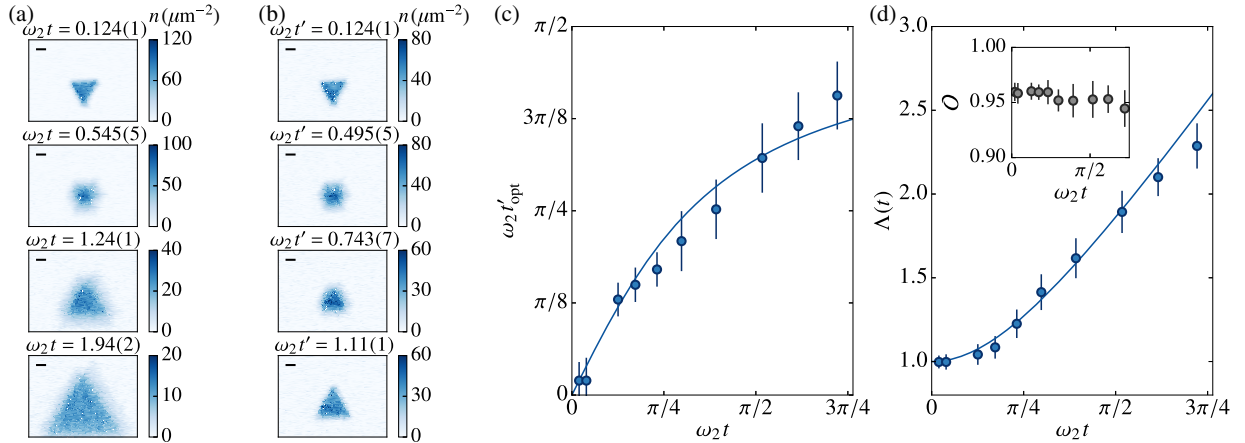 (a)
n(μm⁻²)
ω₂t = 0.124(1)
120
60
0
ω₂t = 0.545(5)
100
50
0
ω₂t = 1.24(1)
40
20
0
ω₂t = 1.94(2)
20
10
0
(b)
n(μm⁻²)
ω₂t′ = 0.124(1)
80
40
0
ω₂t′ = 0.495(5)
80
40
0
ω₂t′ = 0.743(7)
60
30
0
ω₂t′ = 1.11(1)
60
30
0
(c)
π/2
3π/8
π/4
π/8
0
ω₂t′opt
0 π/4 π/2 3π/4
ω₂t
(d)
3.0
2.5
2.0
1.5
1.0
Λ(t)
0 π/4 π/2 3π/4
ω₂t
1.00
0.95
0.90
O
0 π/2
ω₂t